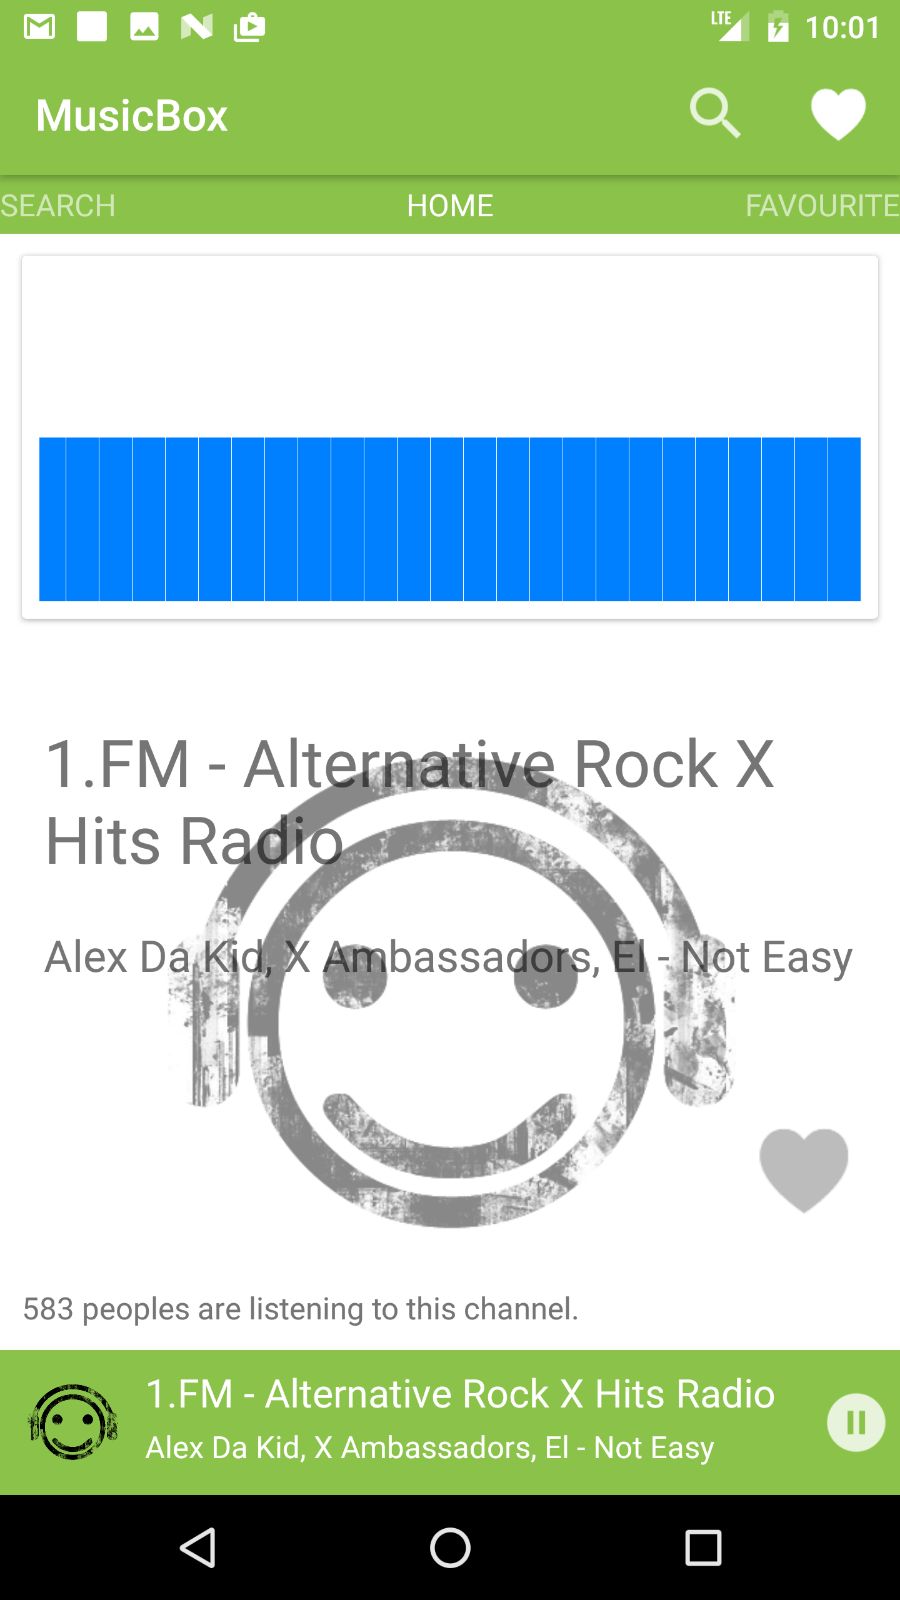 LTE 10:01
MusicBox
SEARCH HOME FAVOURITE
1.FM - Alternative Rock X
Hits Radio
Alex Da Kid, X Ambassadors, El - Not Easy
583 peoples are listening to this channel.
1.FM - Alternative Rock X Hits Radio
Alex Da Kid, X Ambassadors, El - Not Easy